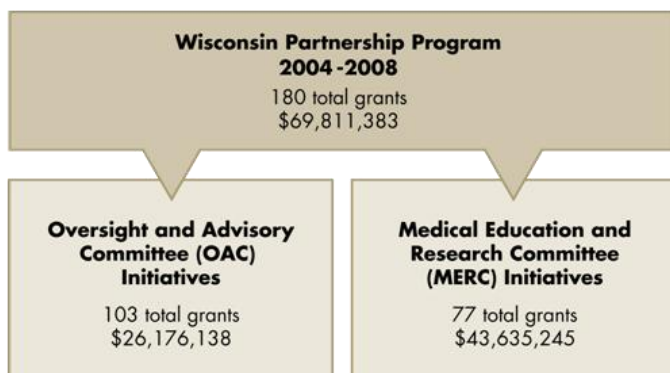 Wisconsin Partnership Program
2004-2008
180 total grants
$69,811,383
Oversight and Advisory
Committee (OAC)
Initiatives
103 total grants
$26,176,138
Medical Education and
Research Committee
(MERC) Initiatives
77 total grants
$43,635,245